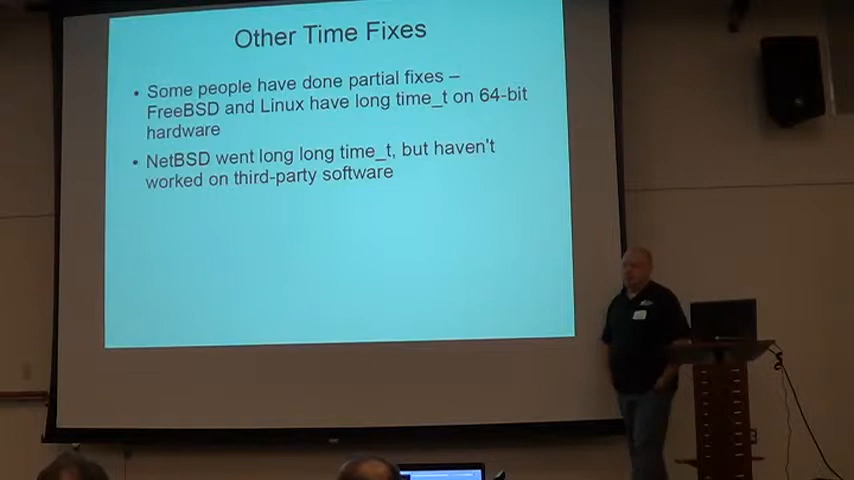 Other Time Fixes
• Some people have done partial fixes –
FreeBSD and Linux have long time_t on 64-bit
hardware
• NetBSD went long long time_t, but haven't
worked on third-party software